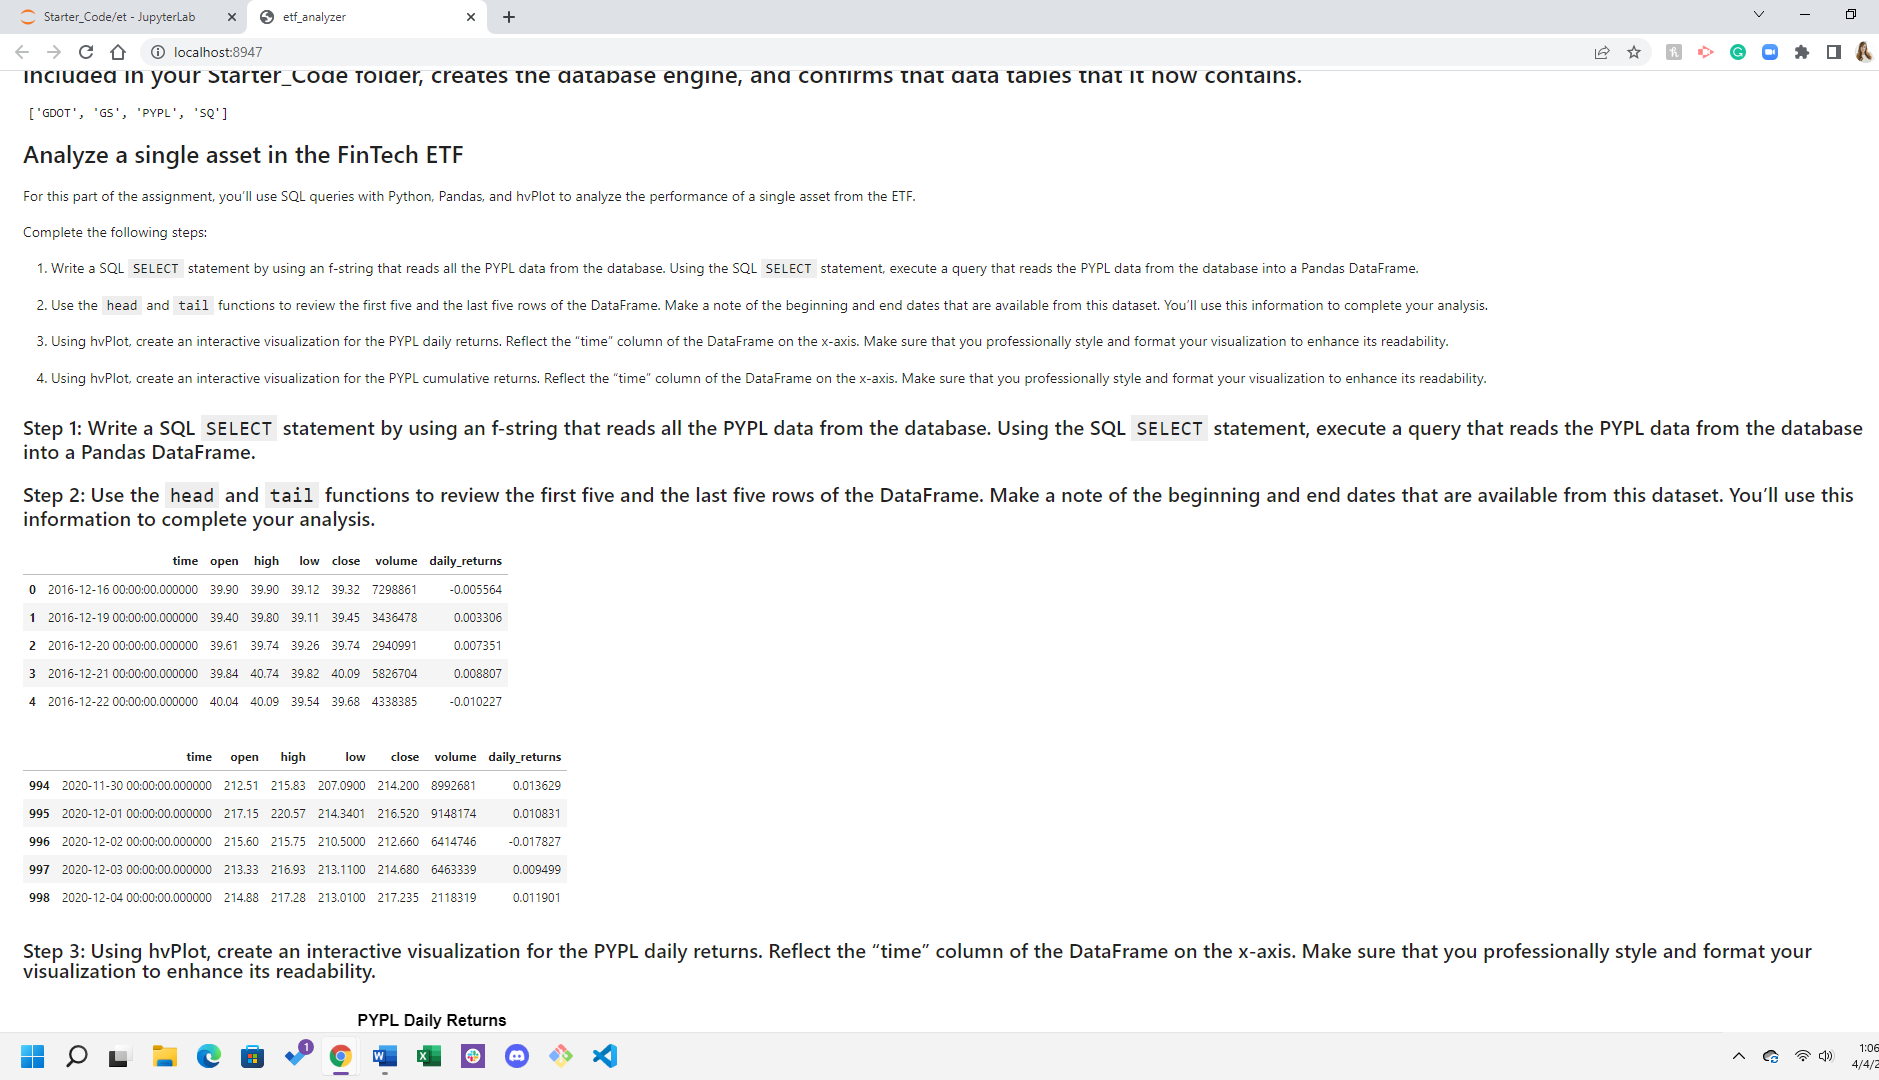 Starter_Code/et - JupyterLab
etf_analyzer
localhost:8947
included in your Starter_Code folder, creates the database engine, and confirms that data tables that it now contains.
['GDOT', 'GS', 'PYPL', 'SQ']
Analyze a single asset in the FinTech ETF
For this part of the assignment, you'll use SQL queries with Python, Pandas, and hvPlot to analyze the performance of a single asset from the ETF.
Complete the following steps:
1. Write a SQL SELECT statement by using an f-string that reads all the PYPL data from the database. Using the SQL SELECT statement, execute a query that reads the PYPL data from the database into a Pandas DataFrame.
2. Use the head and tail functions to review the first five and the last five rows of the DataFrame. Make a note of the beginning and end dates that are available from this dataset. You'll use this information to complete your analysis.
3. Using hvPlot, create an interactive visualization for the PYPL daily returns. Reflect the “time” column of the DataFrame on the x-axis. Make sure that you professionally style and format your visualization to enhance its readability.
4. Using hvPlot, create an interactive visualization for the PYPL cumulative returns. Reflect the “time” column of the DataFrame on the x-axis. Make sure that you professionally style and format your visualization to enhance its readability.
Step 1: Write a SQL SELECT statement by using an f-string that reads all the PYPL data from the database. Using the SQL SELECT statement, execute a query that reads the PYPL data from the database
into a Pandas DataFrame.
Step 2: Use the head and tail functions to review the first five and the last five rows of the DataFrame. Make a note of the beginning and end dates that are available from this dataset. You'll use this
information to complete your analysis.
time open high low close volume daily_returns
0 2016-12-16 00:00:00.000000 39.90 39.90 39.12 39.32 7298861 -0.005564
1 2016-12-19 00:00:00.000000 39.40 39.80 39.11 39.45 3436478 0.003306
2 2016-12-20 00:00:00.000000 39.61 39.74 39.26 39.74 2940991 0.007351
3 2016-12-21 00:00:00.000000 39.84 40.74 39.82 40.09 5826704 0.008807
4 2016-12-22 00:00:00.000000 40.04 40.09 39.54 39.68 4338385 -0.010227
time open high low close volume daily_returns
994 2020-11-30 00:00:00.000000 212.51 215.83 207.0900 214.200 8992681 0.013629
995 2020-12-01 00:00:00.000000 217.15 220.57 214.3401 216.520 9148174 0.010831
996 2020-12-02 00:00:00.000000 215.60 215.75 210.5000 212.660 6414746 -0.017827
997 2020-12-03 00:00:00.000000 213.33 216.93 213.1100 214.680 6463339 0.009499
998 2020-12-04 00:00:00.000000 214.88 217.28 213.0100 217.235 2118319 0.011901
Step 3: Using hvPlot, create an interactive visualization for the PYPL daily returns. Reflect the “time” column of the DataFrame on the x-axis. Make sure that you professionally style and format your
visualization to enhance its readability.
PYPL Daily Returns
1
1:06
4/4/2